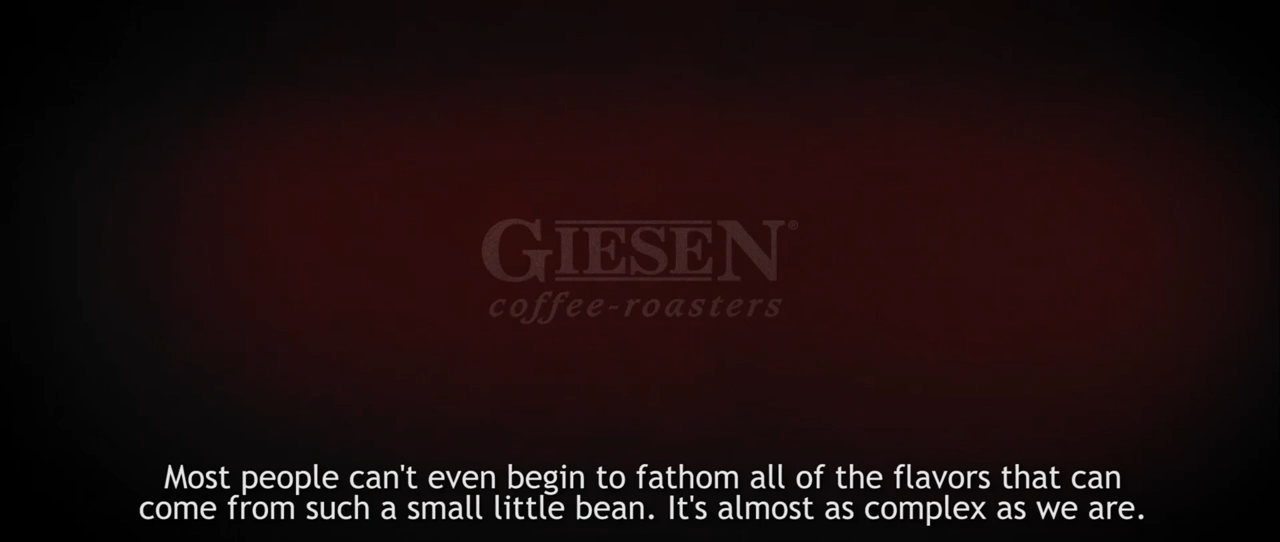 GIESEN®
coffee-roasters
Most people can't even begin to fathom all of the flavors that can
come from such a small little bean. It's almost as complex as we are.